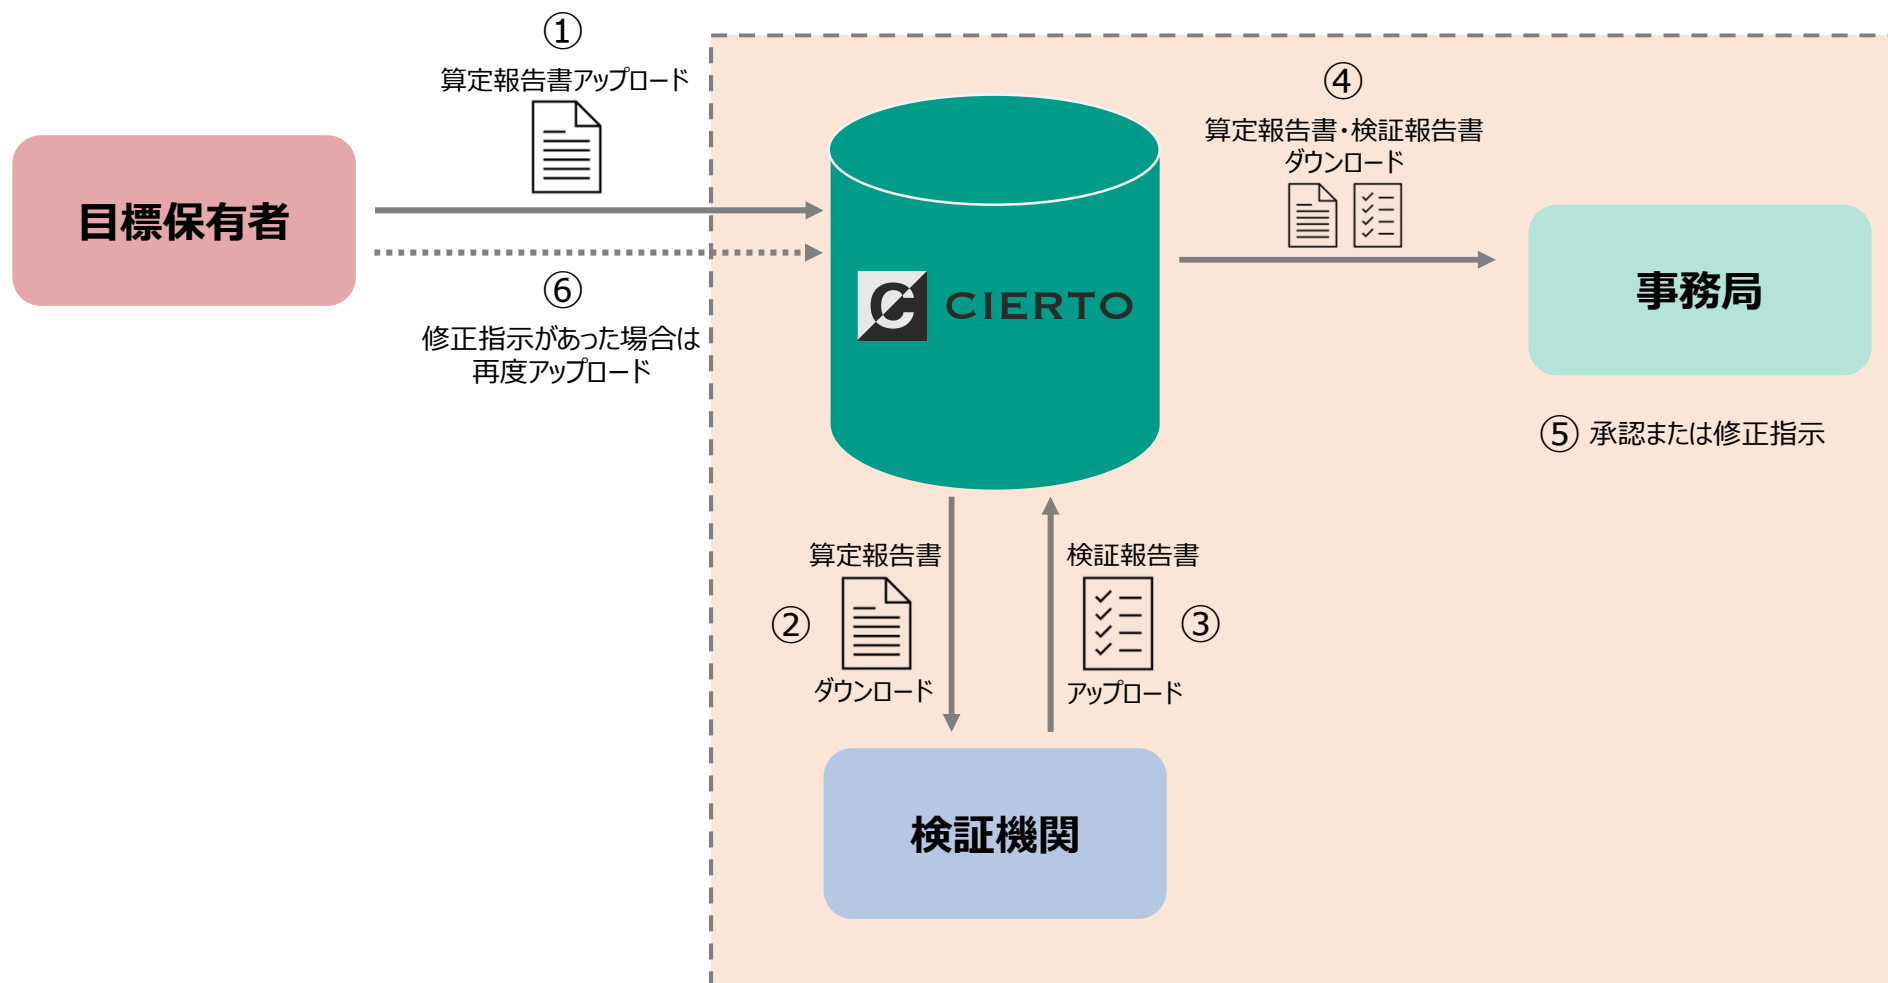 ①
算定報告書アップロード
目標保有者
⑥
修正指示があった場合は
再度アップロード
CIERTO
④
算定報告書・検証報告書
ダウンロード
事務局
⑤ 承認または修正指示
算定報告書
②
ダウンロード
検証報告書
③
アップロード
検証機関